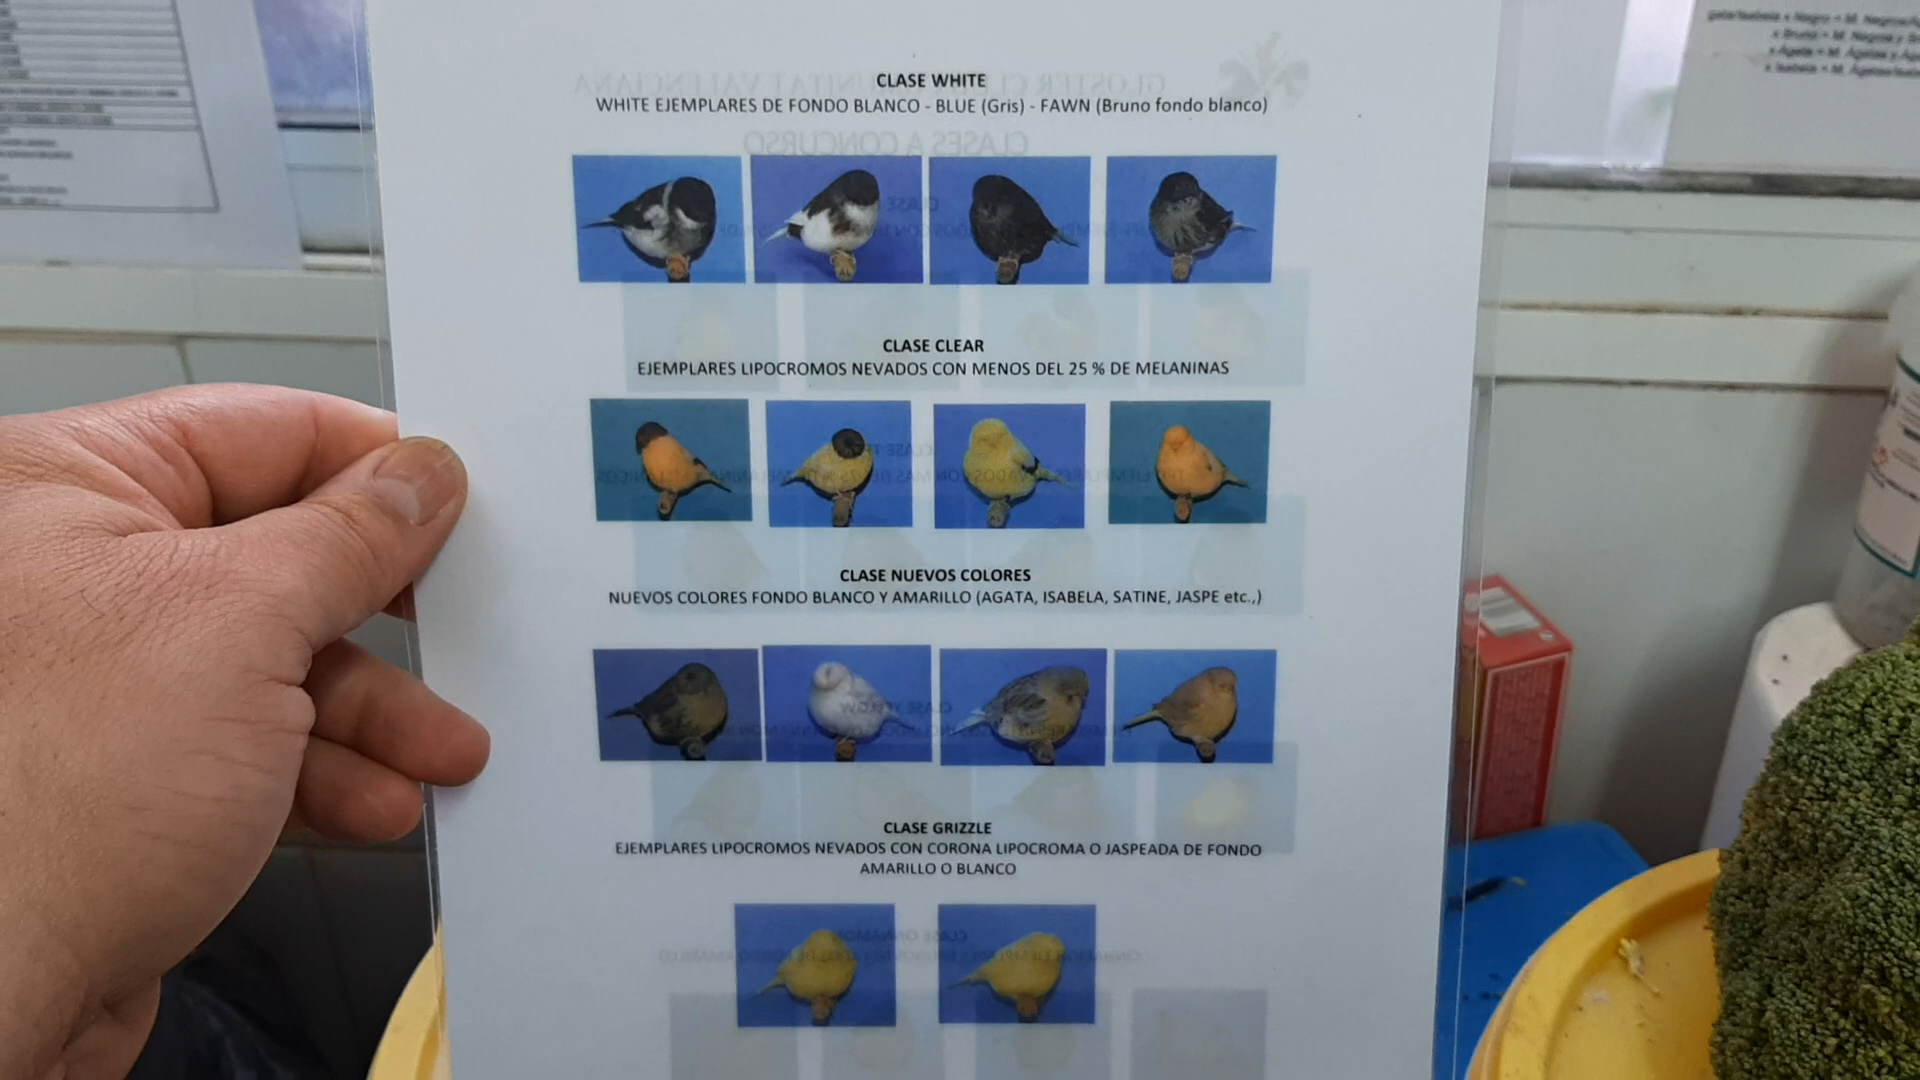 CLASE WHITE
WHITE EJEMPLARES DE FONDO BLANCO - BLUE (Gris) - FAWN (Bruno fondo blanco)
CLASE CLEAR
EJEMPLARES LIPOCROMOS NEVADOS CON MENOS DEL 25 % DE MELANINAS
CLASE NUEVOS COLORES
NUEVOS COLORES FONDO BLANCO Y AMARILLO (AGATA, ISABELA, SATINE, JASPE etc.,)
CLASE GRIZZLE
EJEMPLARES LIPOCROMOS NEVADOS CON CORONA LIPOCROMA O JASPEADA DE FONDO
AMARILLO O BLANCO